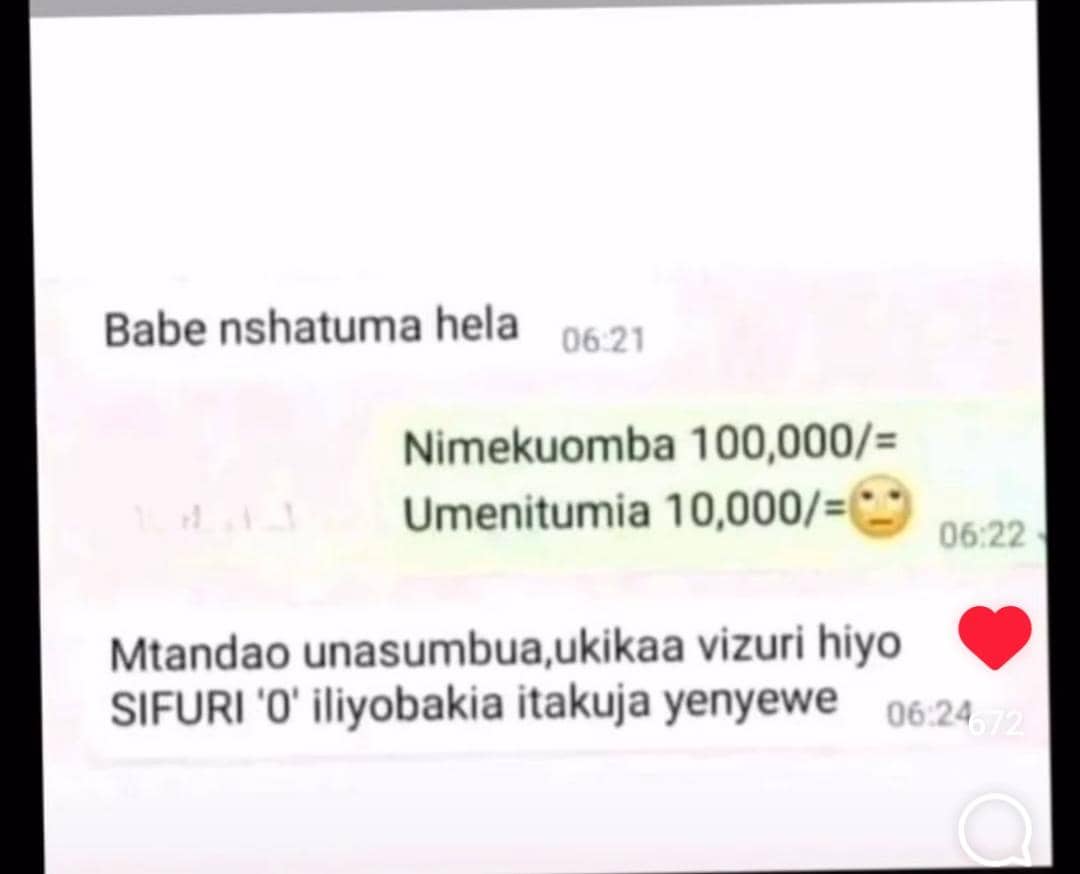 Babe nshatuma hela 06:21
Nimekuomba 100,000/=
Umenitumia 10,000/=🙄 06:22
Mtandao unasumbua,ukikaa vizuri hiyo
SIFURI '0' iliyobakia itakuja yenyewe 06:24
672